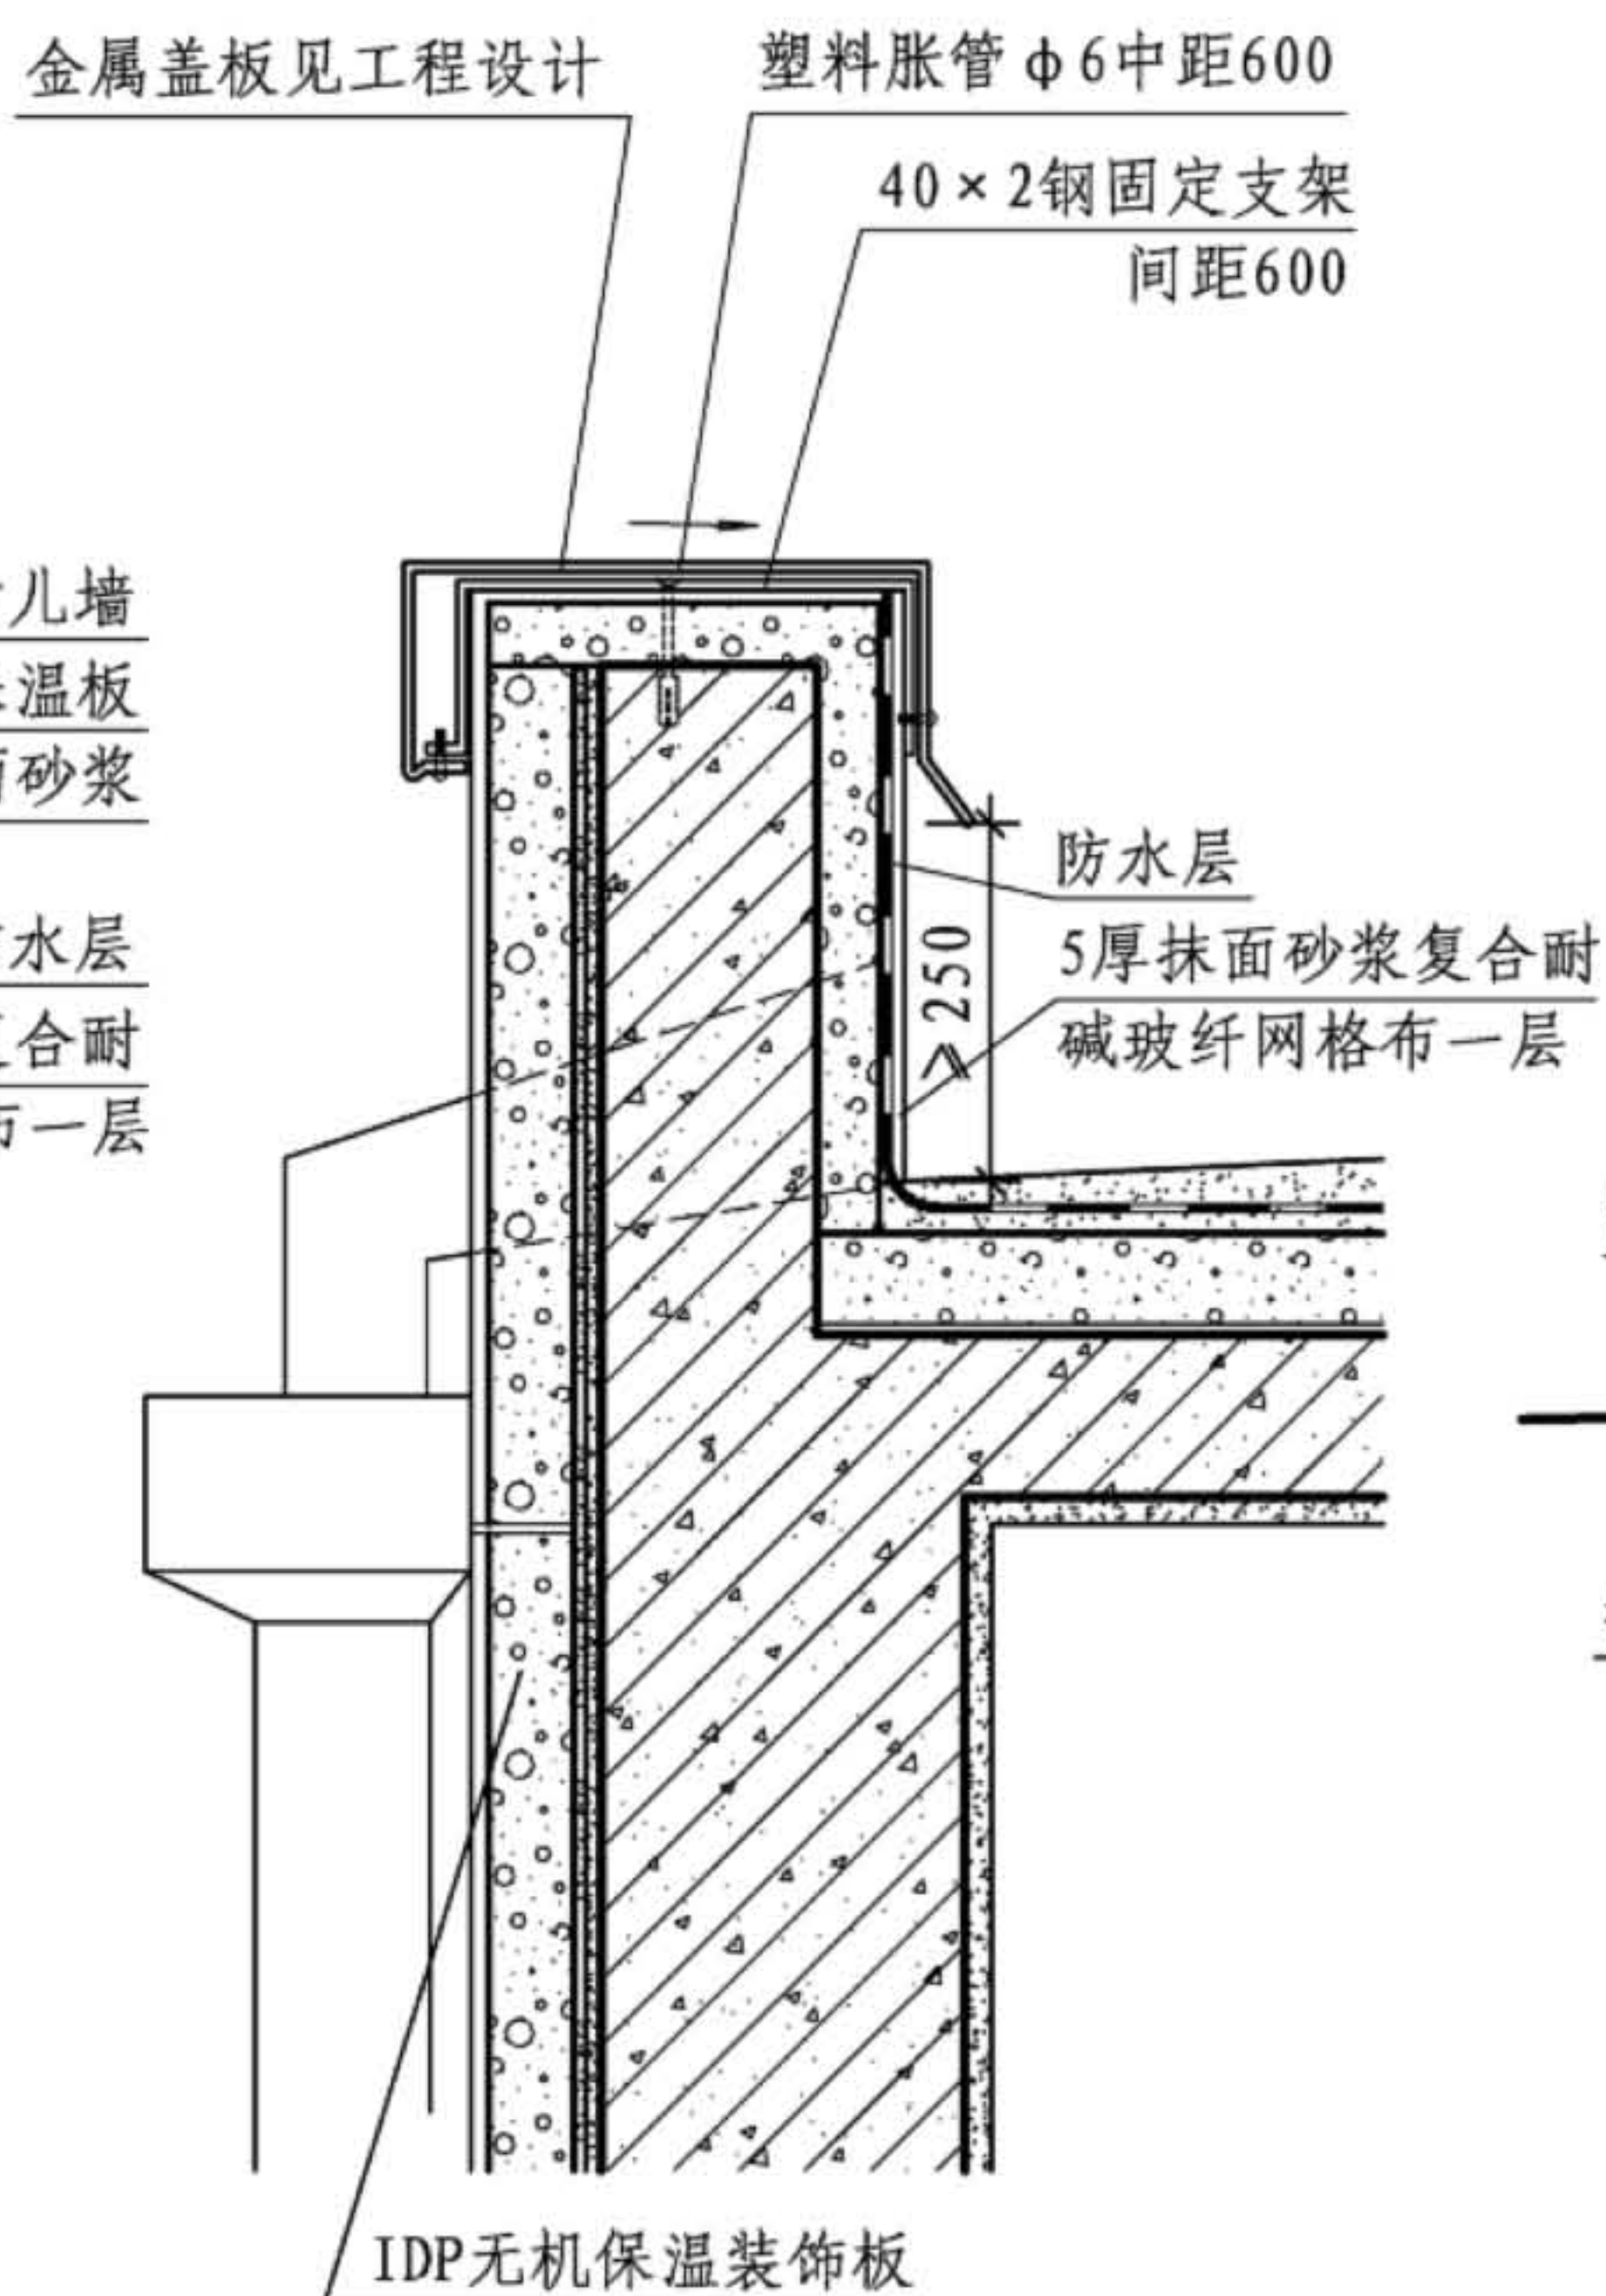 金属盖板见工程设计
塑料胀管ф6中距600
40×2钢固定支架
间距600
儿墙
温板
砂浆
水层
合耐
一层
防水层
≥250
5厚抹面砂浆复合耐
碱玻纤网格布一层
IDP无机保温装饰板